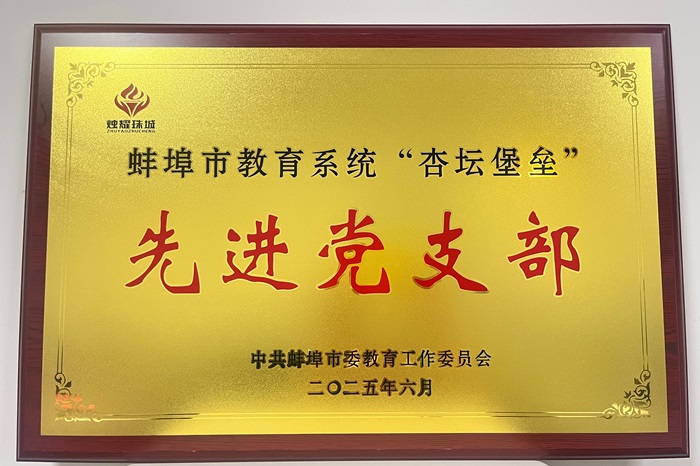 烛耀珠城
ZHUYAOZHUCHENG
蚌埠市教育系统“杏坛堡垒”
先进党支部
中共蚌埠市委教育工作委员会
二〇二五年六月